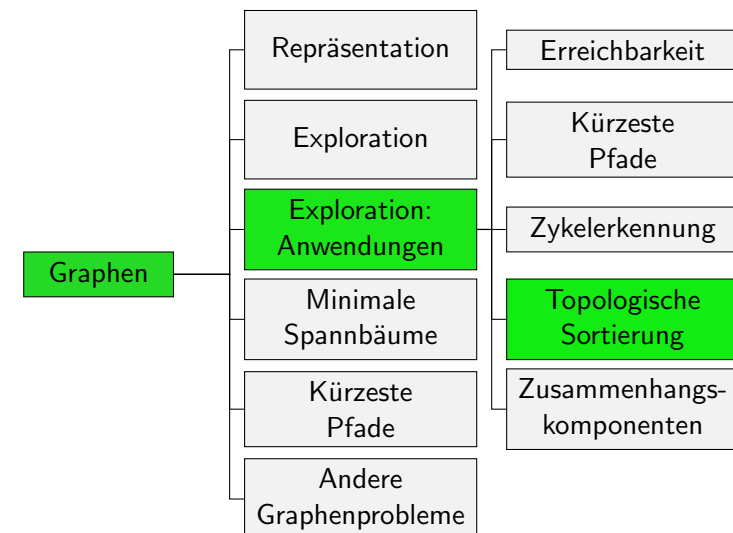 Graphen
Repräsentation
Exploration
Exploration:
Anwendungen
Minimale
Spannbäume
Kürzeste
Pfade
Andere
Graphenprobleme
Erreichbarkeit
Kürzeste
Pfade
Zykelerkennung
Topologische
Sortierung
Zusammenhangs-
komponenten